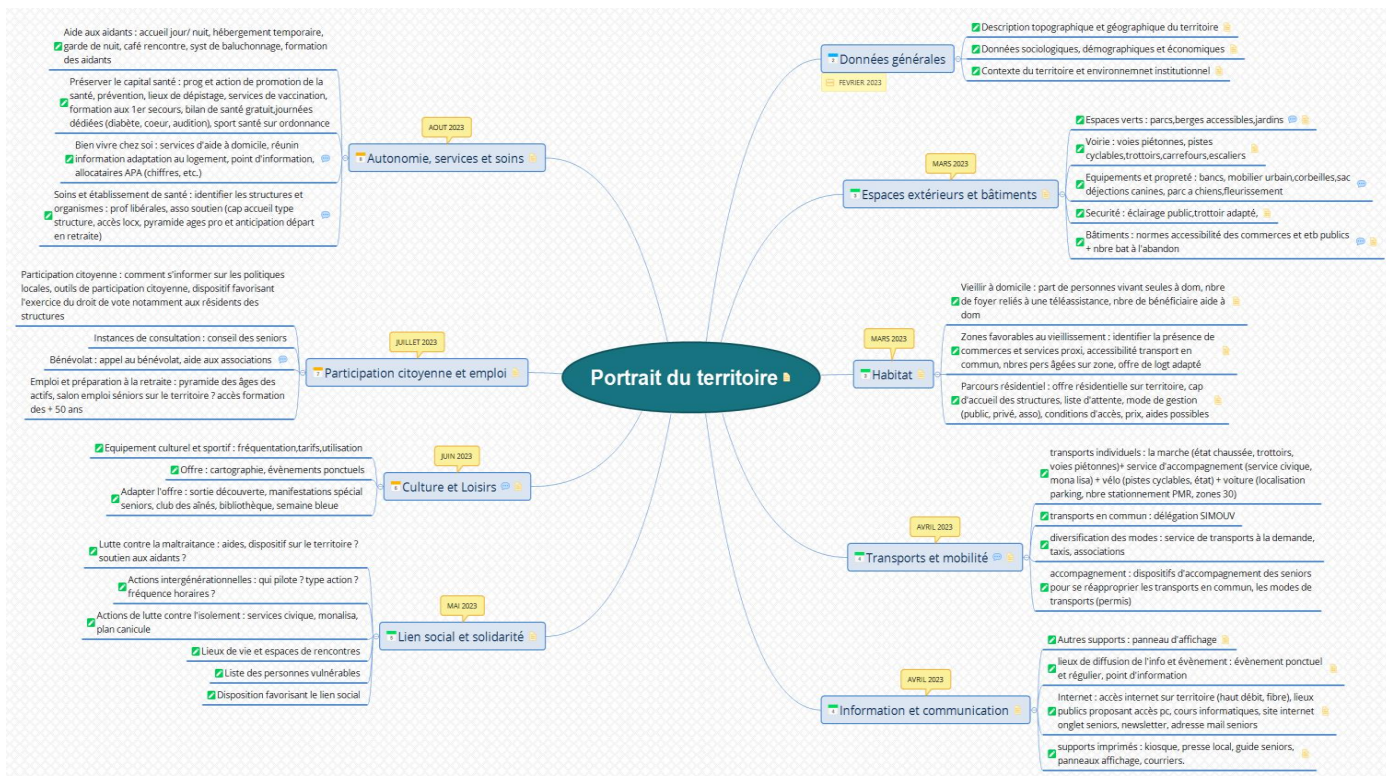 Portrait du territoire
Données générales
FEVRIER 2023
Description topographique et géographique du territoire
Données sociologiques, démographiques et économiques
Contexte du territoire et environnemnet institutionnel
MARS 2023
Espaces extérieurs et bâtiments
Espaces verts : parcs,berges accessibles,jardins
Voirie : voies piétonnes, pistes
cyclables,trottoirs,carrefours,escaliers
Equipements et propreté : bancs, mobilier urbain,corbeilles,sac
déjections canines, parc a chiens,fleurissement
Securité : éclairage public,trottoir adapté,
Bâtiments : normes accessibilité des commerces et etb publics
+ nbre bat à l'abandon
MARS 2023
Habitat
Vieillir à domicile : part de personnes vivant seules à dom, nbre
de foyer reliés à une téléassistance, nbre de bénéficiaire aide à
dom
Zones favorables au vieillissement : identifier la présence de
commerces et services proxi, accessibilité transport en
commun, nbres pers âgées sur zone, offre de logt adapté
Parcours résidentiel : offre résidentielle sur territoire, cap
d'accueil des structures, liste d'attente, mode de gestion
(public, privé, asso), conditions d'accès, prix, aides possibles
AVRIL 2023
Transports et mobilité
transports individuels : la marche (état chaussée, trottoirs,
voies piétonnes)+ service d'accompagnement (service civique,
mona lisa) + vélo (pistes cyclables, état) + voiture (localisation
parking, nbre stationnement PMR, zones 30)
transports en commun : délégation SIMOUV
diversification des modes : service de transports à la demande,
taxis, associations
accompagnement : dispositifs d'accompagnement des seniors
pour se réapproprier les transports en commun, les modes de
transports (permis)
AVRIL 2023
Information et communication
Autres supports : panneau d'affichage
lieux de diffusion de l'info et évènement : évènement ponctuel
et régulier, point d'information
Internet : accès internet sur territoire (haut débit, fibre), lieux
publics proposant accès pc, cours informatiques, site internet
onglet seniors, newsletter, adresse mail seniors
supports imprimés : kiosque, presse local, guide seniors,
panneaux affichage, courriers.
AOUT 2023
Autonomie, services et soins
Aide aux aidants : accueil jour/ nuit, hébergement temporaire,
garde de nuit, café rencontre, syst de baluchonnage, formation
des aidants
Préserver le capital santé : prog et action de promotion de la
santé, prévention, lieux de dépistage, services de vaccination,
formation aux 1er secours, bilan de santé gratuit,journées
dédiées (diabète, coeur, audition), sport santé sur ordonnance
Bien vivre chez soi : services d'aide à domicile, réunin
information adaptation au logement, point d'information,
allocataires APA (chiffres, etc.)
Soins et établissement de santé : identifier les structures et
organismes : prof libérales, asso soutien (cap accueil type
structure, accès locx, pyramide ages pro et anticipation départ
en retraite)
JUILLET 2023
Participation citoyenne et emploi
Participation citoyenne : comment s'informer sur les politiques
locales, outils de participation citoyenne, dispositif favorisant
l'exercice du droit de vote notamment aux résidents des
structures
Instances de consultation : conseil des seniors
Bénévolat : appel au bénévolat, aide aux associations
Emploi et préparation à la retraite : pyramide des âges des
actifs, salon emploi séniors sur le territoire ? accès formation
des + 50 ans
JUIN 2023
Culture et Loisirs
Equipement culturel et sportif : fréquentation,tarifs,utilisation
Offre : cartographie, évènements ponctuels
Adapter l'offre : sortie découverte, manifestations spécial
seniors, club des aînés, bibliothèque, semaine bleue
MAI 2023
Lien social et solidarité
Lutte contre la maltraitance : aides, dispositif sur le territoire ?
soutien aux aidants ?
Actions intergénérationnelles : qui pilote ? type action ?
fréquence horaires ?
Actions de lutte contre l'isolement : services civique, monalisa,
plan canicule
Lieux de vie et espaces de rencontres
Liste des personnes vulnérables
Disposition favorisant le lien social